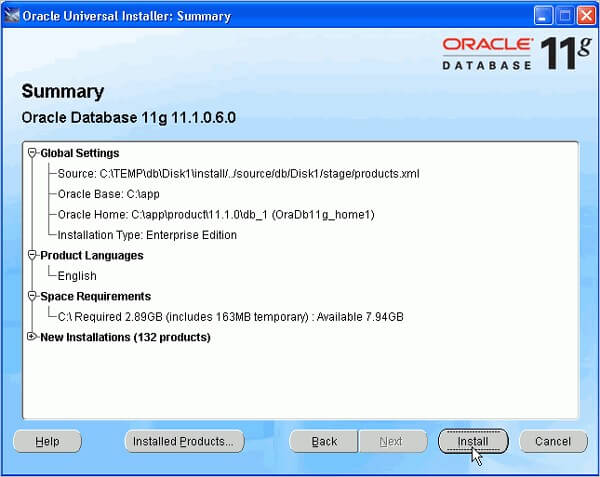 Oracle Universal Installer: Summary
ORACLE
DATABASE 11g
Summary
Oracle Database 11g 11.1.0.6.0
Global Settings
Source: C:\TEMP\db\Disk1\install/../source/db/Disk1/stage/products.xml
Oracle Base: C:\app
Oracle Home: C:\app\product\11.1.0\db_1 (OraDb11g_home1)
Installation Type: Enterprise Edition
Product Languages
English
Space Requirements
C:\ Required 2.89GB (includes 163MB temporary) : Available 7.94GB
New Installations (132 products)
Help Installed Products... Back Next Install Cancel